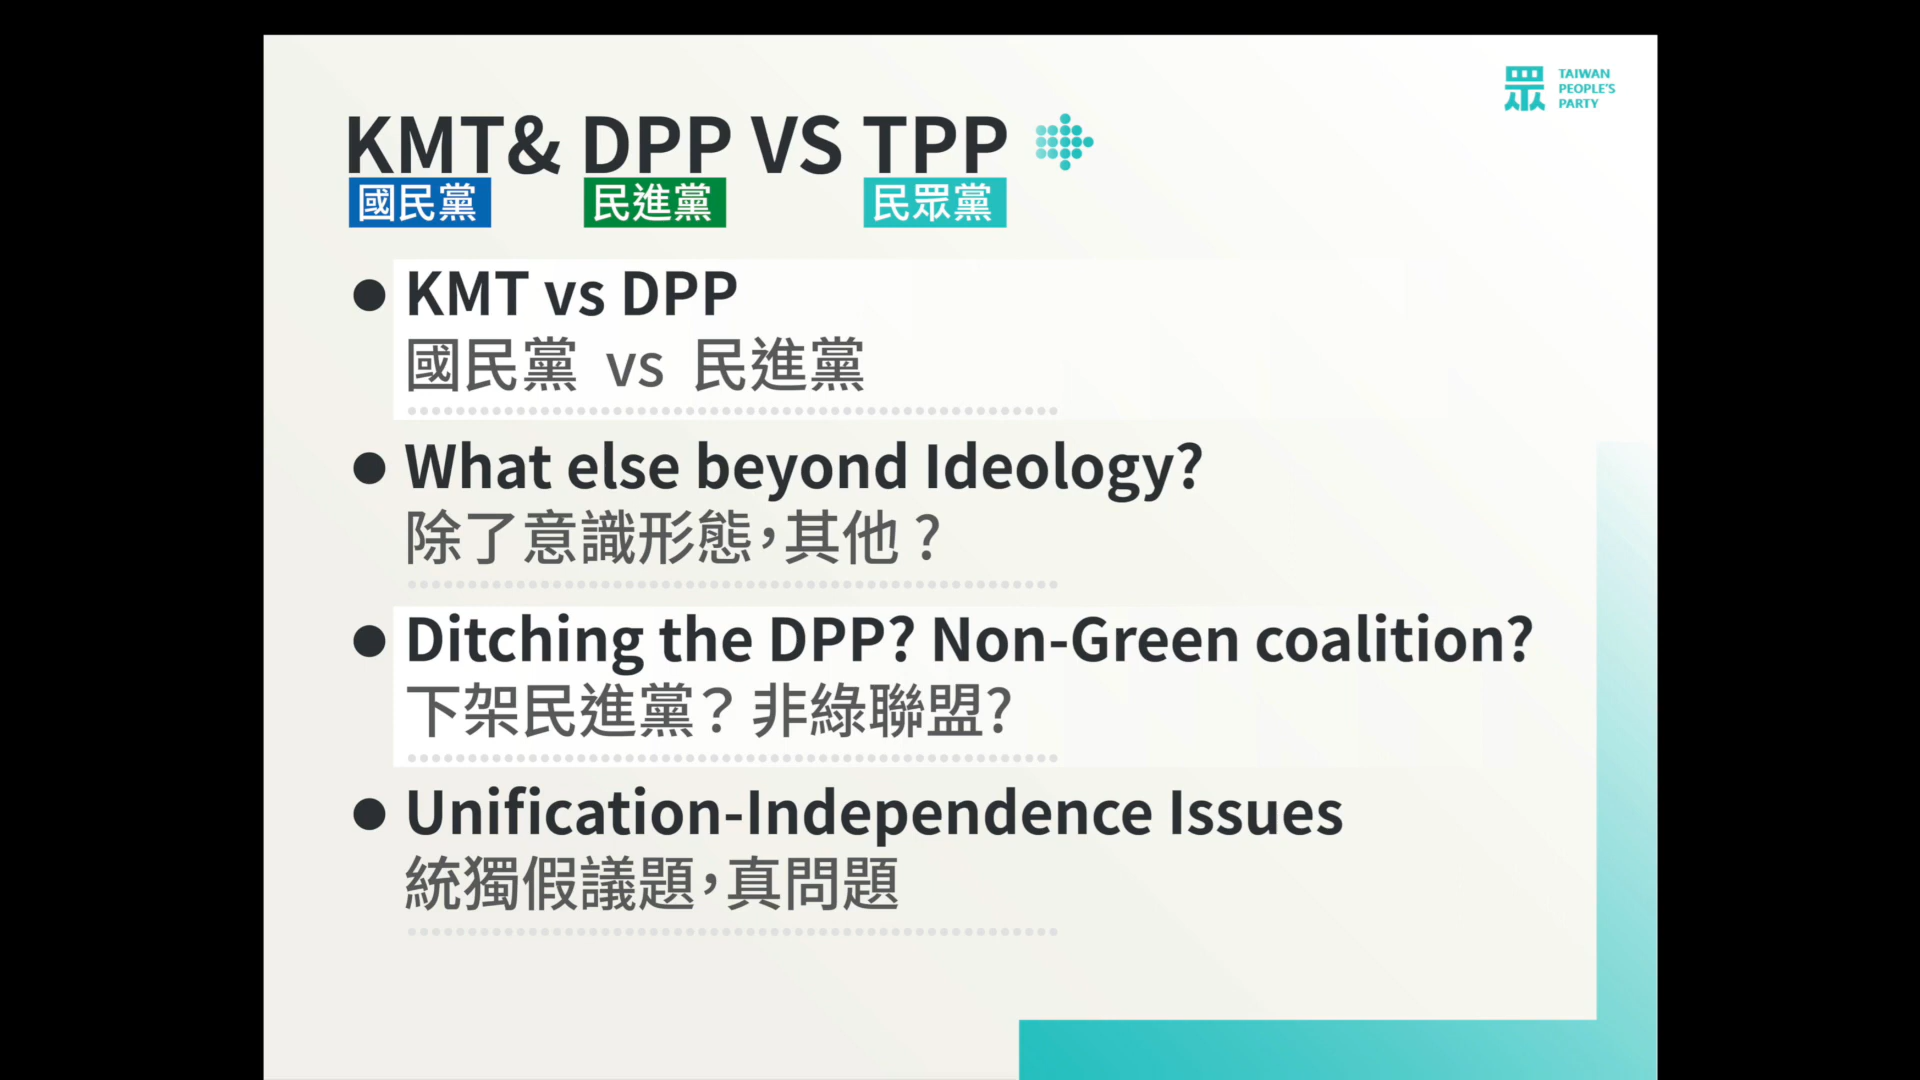 眾 TAIWAN
PEOPLE'S
PARTY
KMT& DPP VS TPP
國民黨 民進黨 民眾黨
KMT vs DPP
國民黨 vs 民進黨
What else beyond Ideology?
除了意識形態，其他 ?
Ditching the DPP? Non-Green coalition?
下架民進黨? 非綠聯盟?
Unification-Independence Issues
統獨假議題，真問題